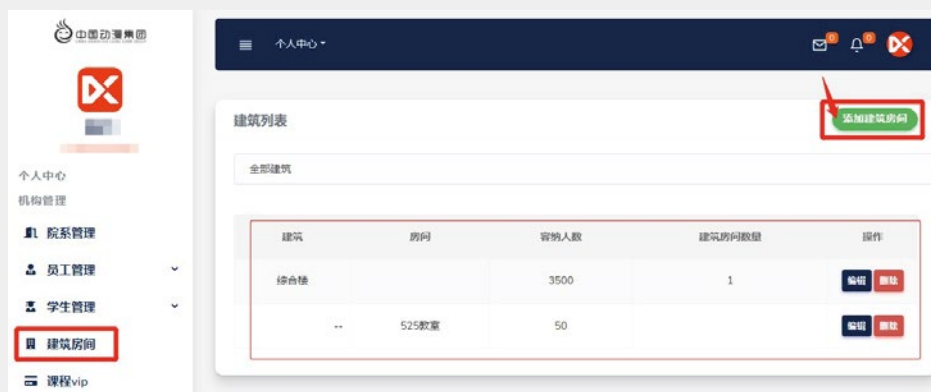 中国动漫集团
个人中心
0
0
建筑列表
添加建筑房间
全部建筑
个人中心
机构管理
院系管理
员工管理
学生管理
建筑房间
课程vip
建筑 房间 容纳人数 建筑房间数量 操作
综合楼 3500 1 编辑 删除
-- 525教室 50 编辑 删除